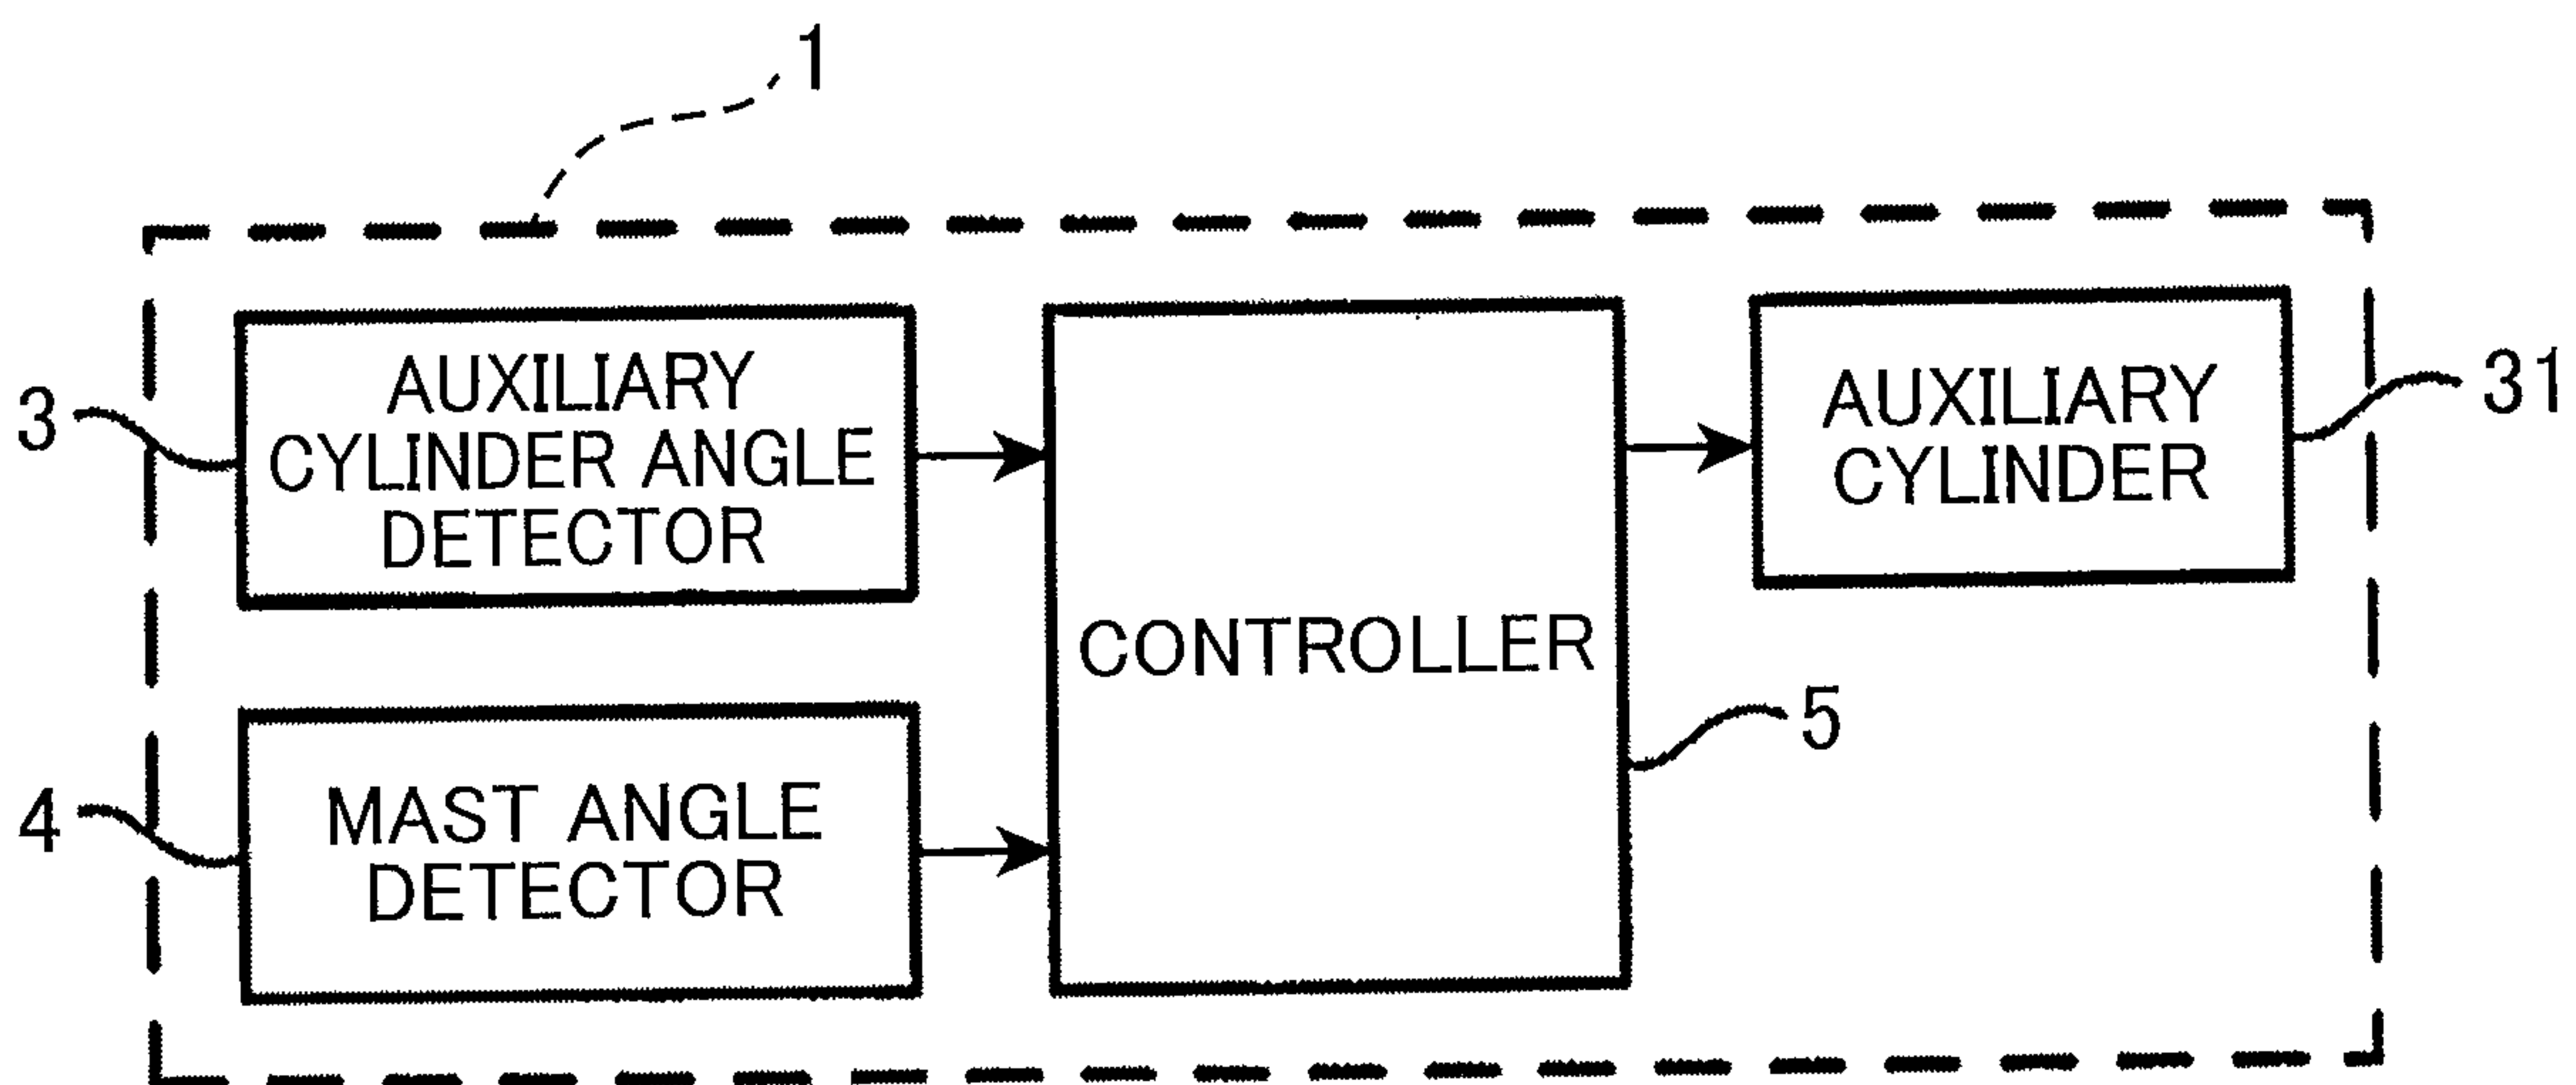 1
3
AUXILIARY
CYLINDER ANGLE
DETECTOR
4
MAST ANGLE
DETECTOR
CONTROLLER
5
AUXILIARY
CYLINDER
31